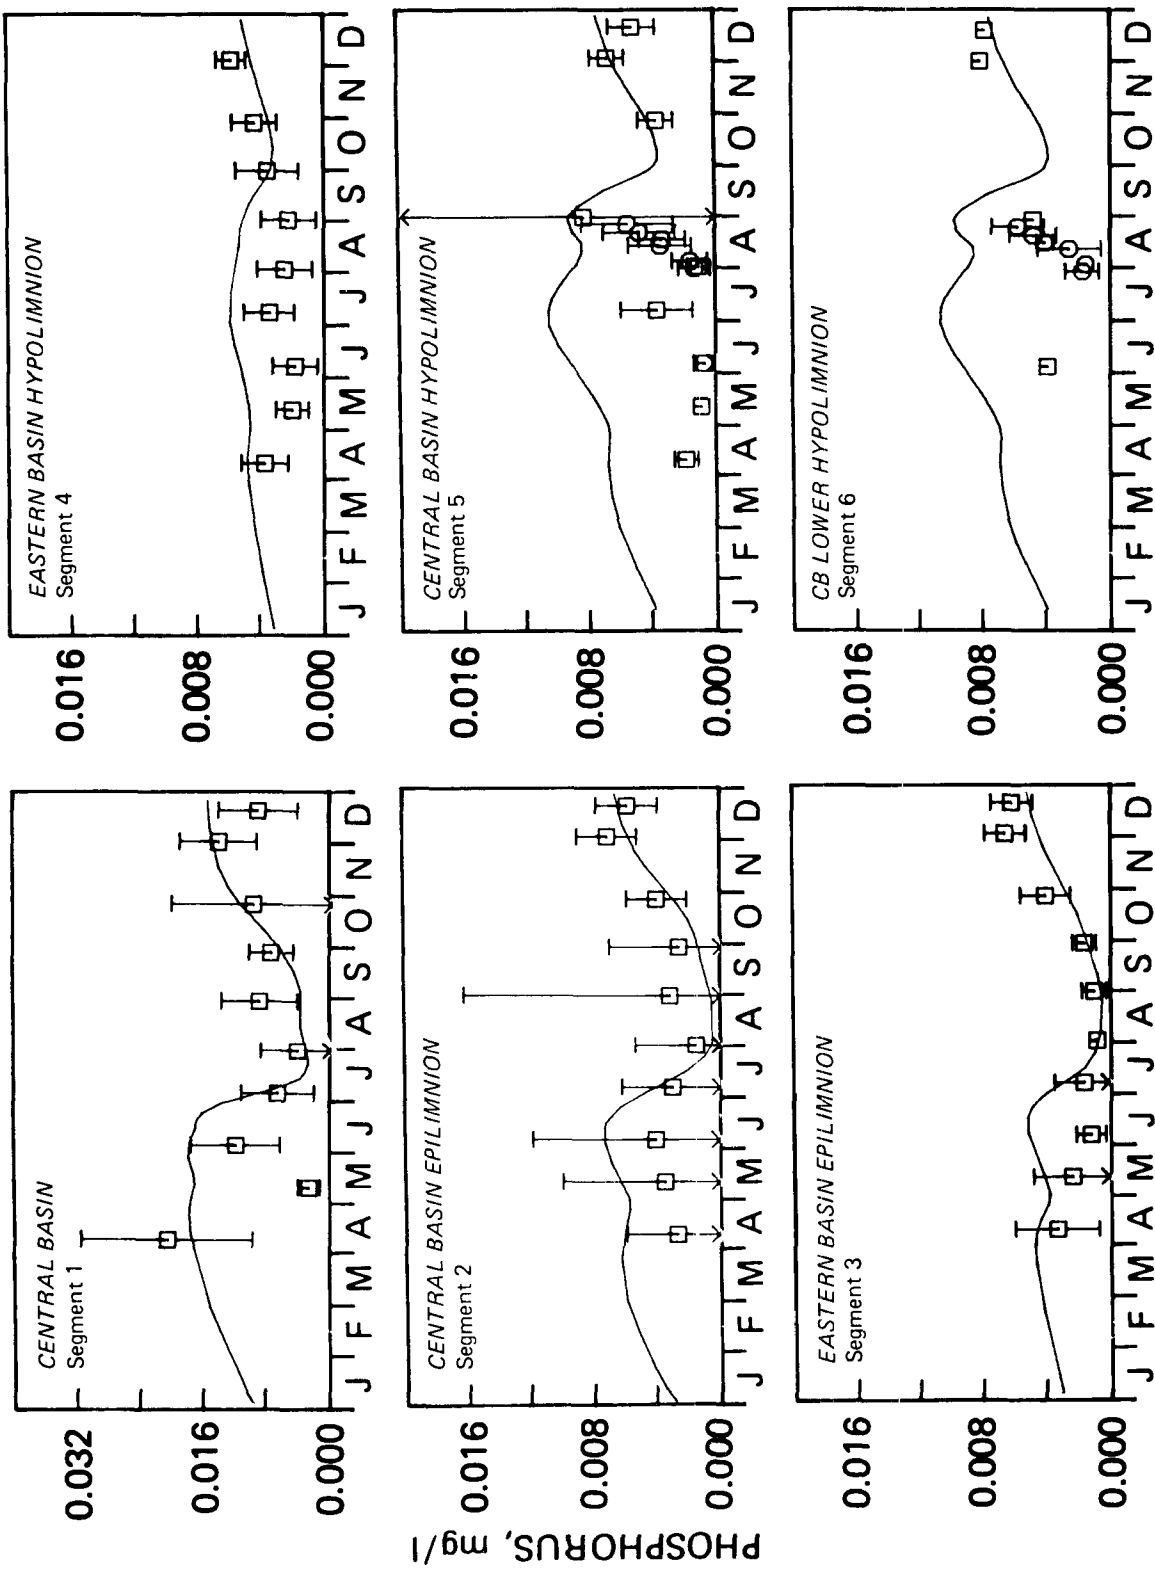 PHOSPHORUS, mg/l
CENTRAL BASIN
Segment 1
0.032
0.016
0.000
J F M A M J J A S O N D
EASTERN BASIN HYPOLIMNION
Segment 4
0.016
0.008
0.000
J F M A M J J A S O N D
CENTRAL BASIN EPILIMNION
Segment 2
0.016
0.008
0.000
J F M A M J J A S O N D
CENTRAL BASIN HYPOLIMNION
Segment 5
0.016
0.008
0.000
J F M A M J J A S O N D
EASTERN BASIN EPILIMNION
Segment 3
0.016
0.008
0.000
J F M A M J J A S O N D
CB LOWER HYPOLIMNION
Segment 6
0.016
0.008
0.000
J F M A M J J A S O N D